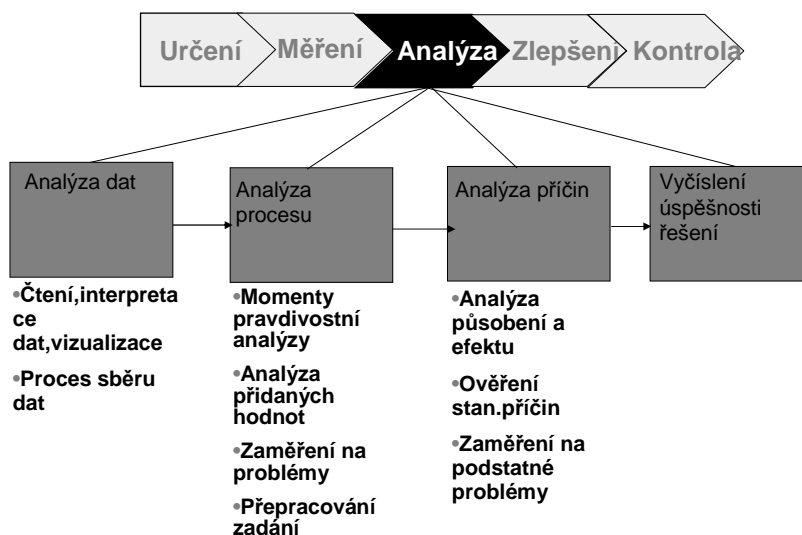 Určení
Měření
Analýza
Zlepšení
Kontrola
Analýza dat
Analýza
procesu
Analýza příčin
Vyčíslení
úspěšnosti
řešení
•Čtení,interpreta
ce
dat,vizualizace
•Proces sběru
dat
•Momenty
pravdivostní
analýzy
•Analýza
přidaných
hodnot
•Zaměření na
problémy
•Přepracování
zadání
•Analýza
působení a
efektu
•Ověření
stan.příčin
•Zaměření na
podstatné
problémy